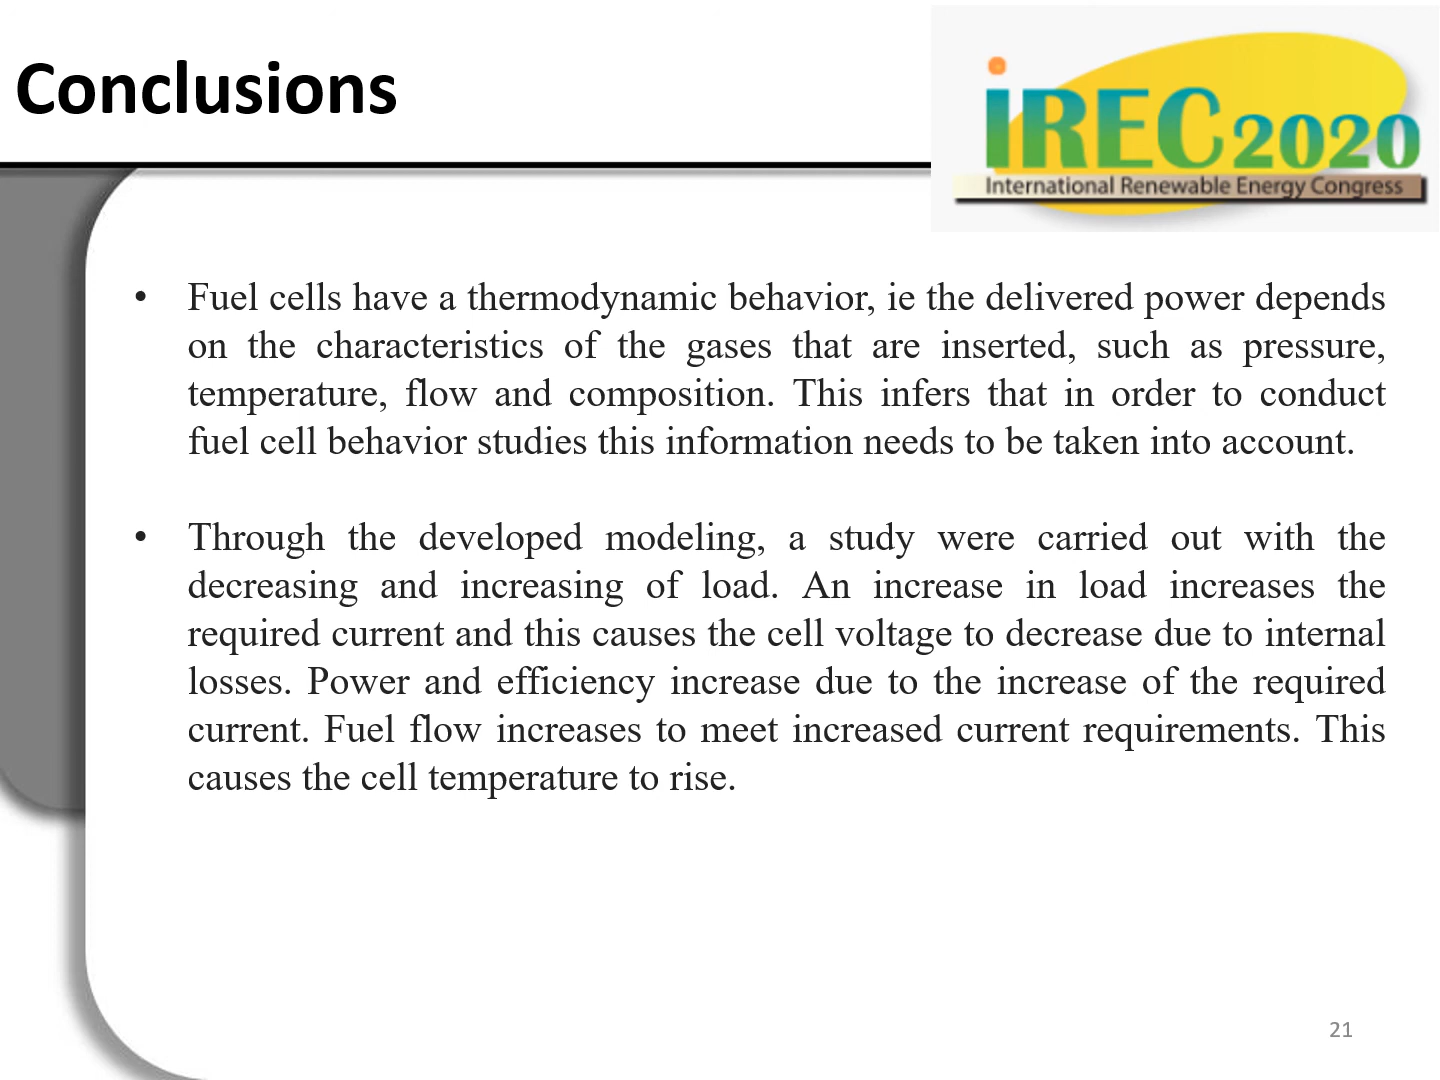 Conclusions
iREC2020
International Renewable Energy Congress
• Fuel cells have a thermodynamic behavior, ie the delivered power depends
on the characteristics of the gases that are inserted, such as pressure,
temperature, flow and composition. This infers that in order to conduct
fuel cell behavior studies this information needs to be taken into account.
• Through the developed modeling, a study were carried out with the
decreasing and increasing of load. An increase in load increases the
required current and this causes the cell voltage to decrease due to internal
losses. Power and efficiency increase due to the increase of the required
current. Fuel flow increases to meet increased current requirements. This
causes the cell temperature to rise.
21